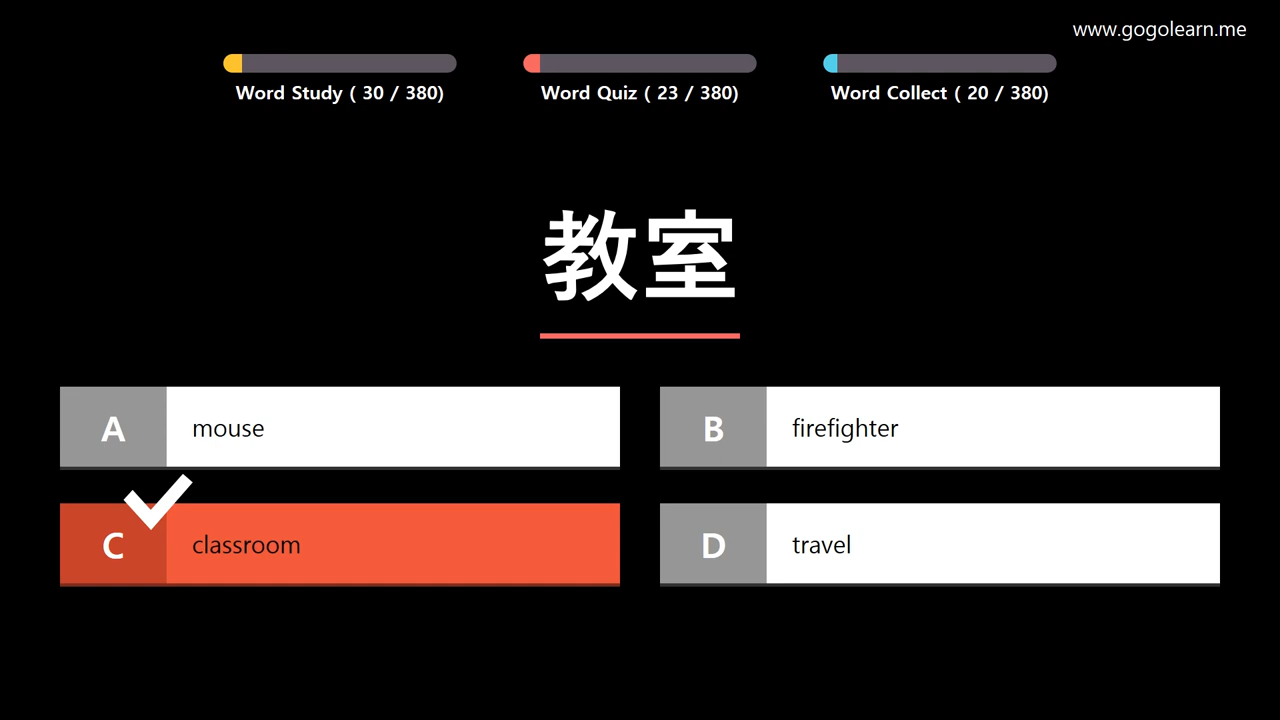 www.gogolearn.me
Word Study ( 30 / 380)
Word Quiz ( 23 / 380)
Word Collect ( 20 / 380)
教室
A mouse
B firefighter
C classroom
D travel